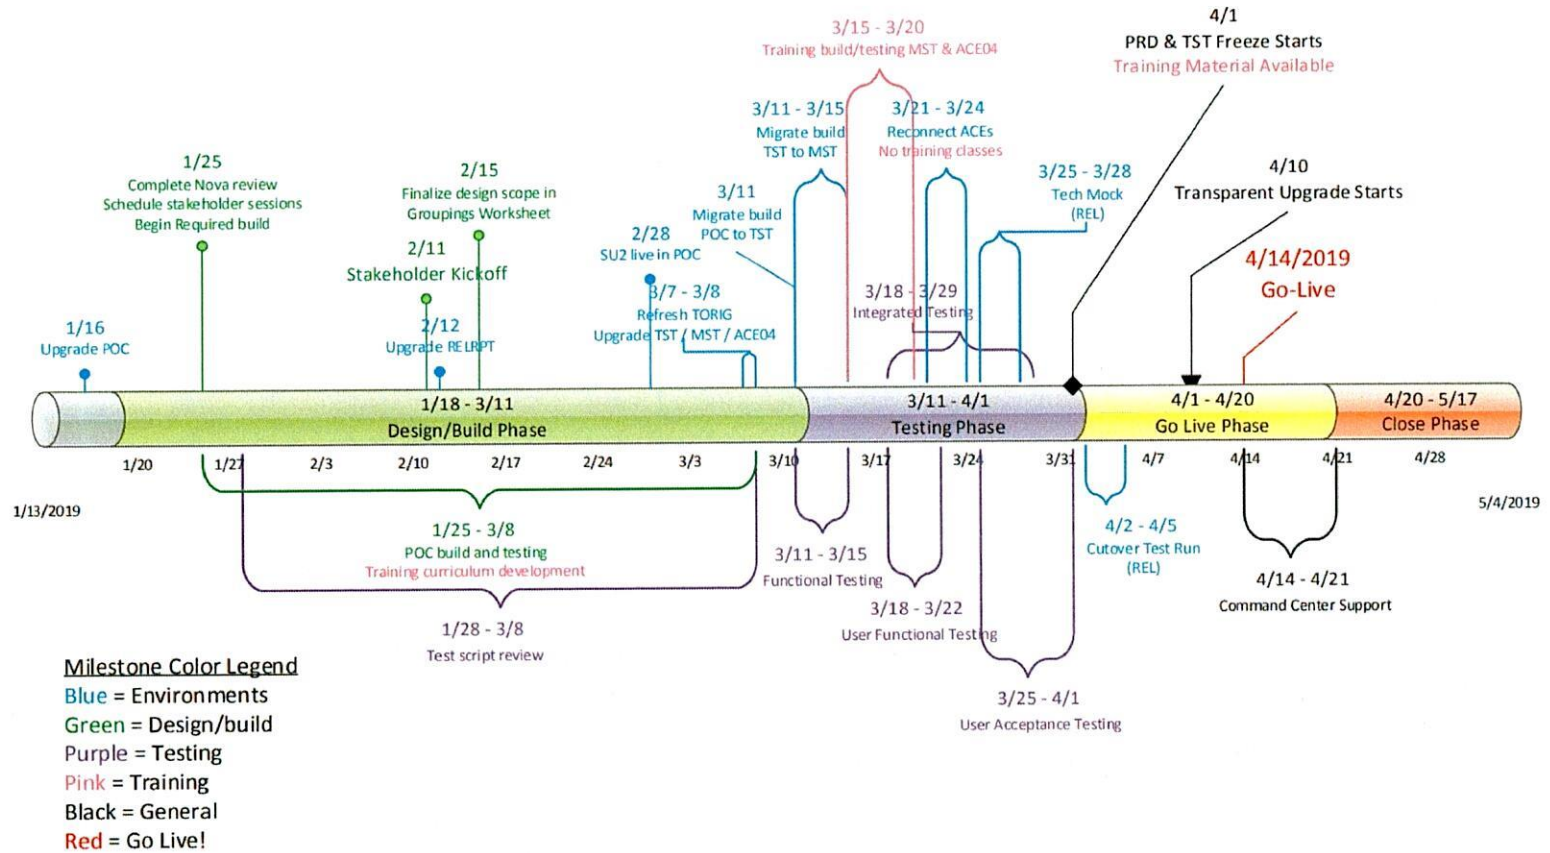 4/1
PRD & TST Freeze Starts
Training Material Available
3/15 - 3/20
Training build/testing MST & ACE04
3/11 - 3/15
Migrate build
TST to MST
3/21 - 3/24
Reconnect ACEs
No training classes
1/25
Complete Nova review
Schedule stakeholder sessions
Begin Required build
2/15
Finalize design scope in
Groupings Worksheet
3/11
Migrate build
POC to TST
3/25 - 3/28
Tech Mock
(REL)
4/10
Transparent Upgrade Starts
2/11
Stakeholder Kickoff
2/28
SU2 live in POC
4/14/2019
Go-Live
3/7 - 3/8
Refresh TORIG
Upgrade TST / MST / ACE04
3/18 - 3/29
Integrated Testing
1/16
Upgrade POC
2/12
Upgrade RELRPT
1/18 - 3/11
Design/Build Phase
3/11 - 4/1
Testing Phase
4/1 - 4/20
Go Live Phase
4/20 - 5/17
Close Phase
1/20 1/27 2/3 2/10 2/17 2/24 3/3 3/10 3/17 3/24 3/31 4/7 4/14 4/21 4/28
1/13/2019
5/4/2019
1/25 - 3/8
POC build and testing
Training curriculum development
1/28 - 3/8
Test script review
3/11 - 3/15
Functional Testing
3/18 - 3/22
User Functional Testing
3/25 - 4/1
User Acceptance Testing
4/2 - 4/5
Cutover Test Run
(REL)
4/14 - 4/21
Command Center Support
Milestone Color Legend
Blue = Environments
Green = Design/build
Purple = Testing
Pink = Training
Black = General
Red = Go Live!